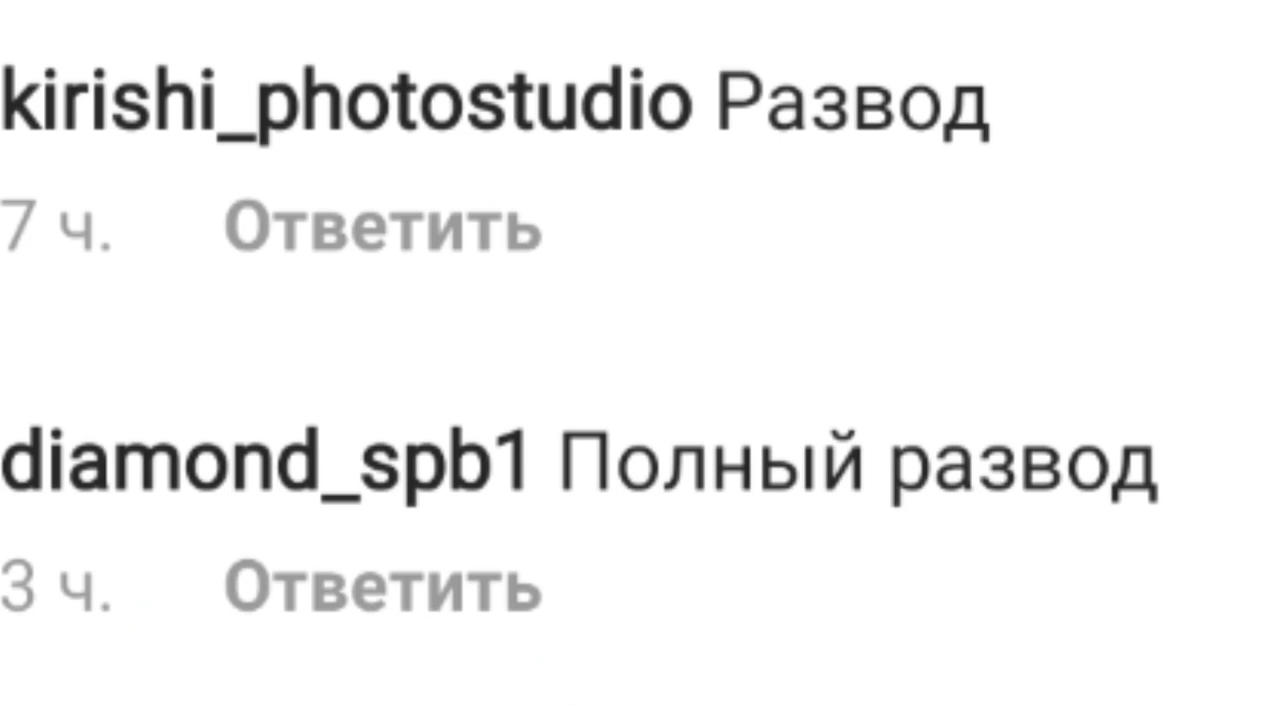 kirishi_photostudio Развод
7 ч. Ответить
diamond_spb1 Полный развод
3 ч. Ответить